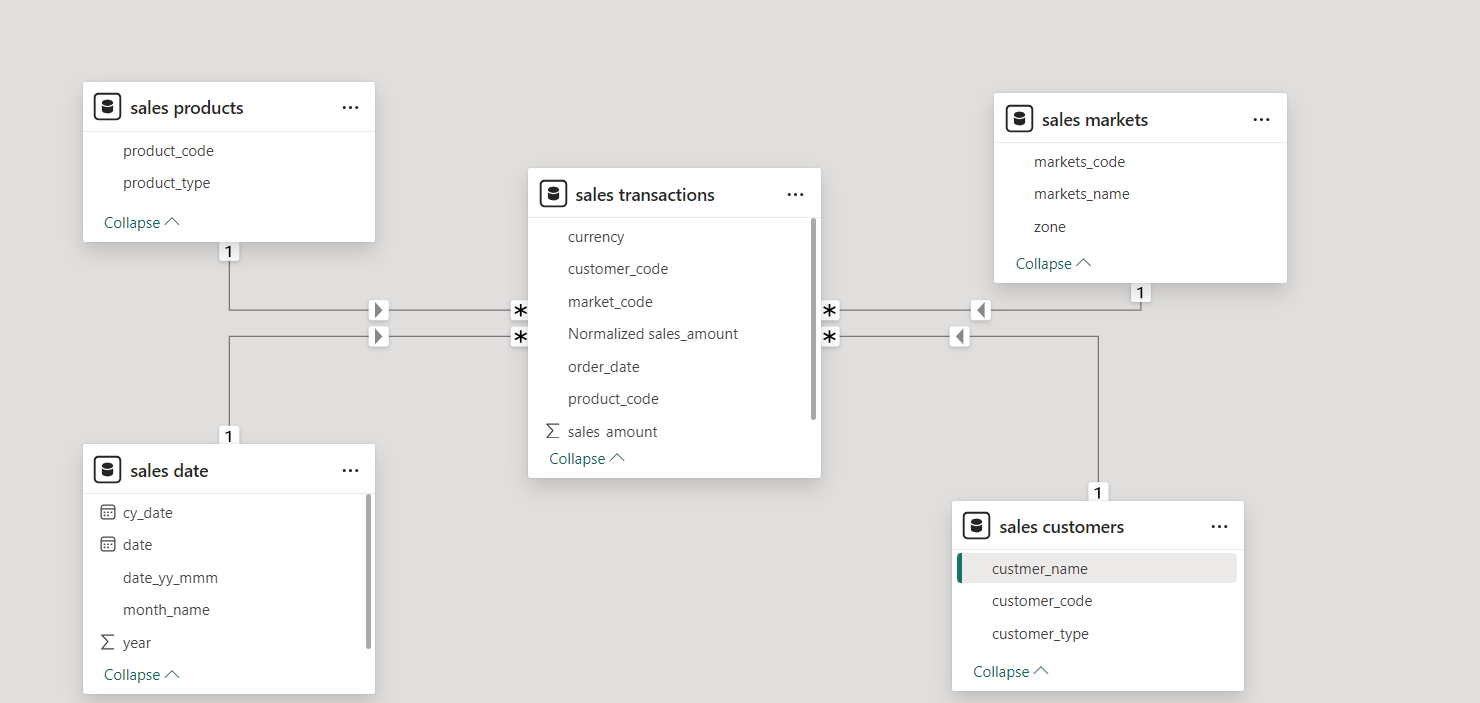 sales products
product_code
product_type
Collapse
1
sales markets
markets_code
markets_name
zone
Collapse
1
sales transactions
currency
customer_code
market_code
Normalized sales_amount
order_date
product_code
sales_amount
Collapse
*
*
*
*
1
sales date
cy_date
date
date_yy_mmm
month_name
Σ year
Collapse
1
sales customers
custmer_name
customer_code
customer_type
Collapse